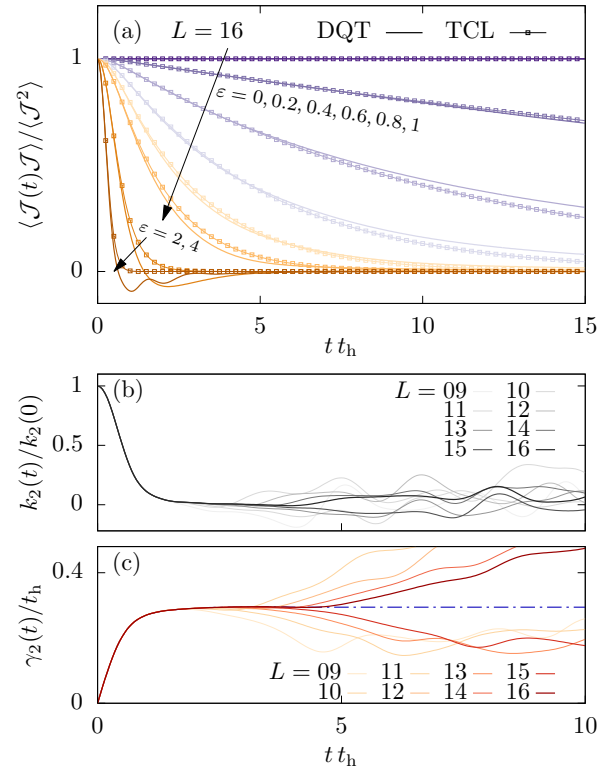 (a) L = 16 DQT TCL
1
ε = 0, 0.2, 0.4, 0.6, 0.8, 1
⟨𝒥(t)𝒥⟩/⟨𝒥²⟩
ε = 2, 4
0
0 5 10 15
t t_h
(b) L = 09 10
11 12
13 14
15 16
1
0.5
0
k₂(t)/k₂(0)
(c)
0.4
0
γ₂(t)/t_h
L = 09 11 13 15
10 12 14 16
0 5 10
t t_h